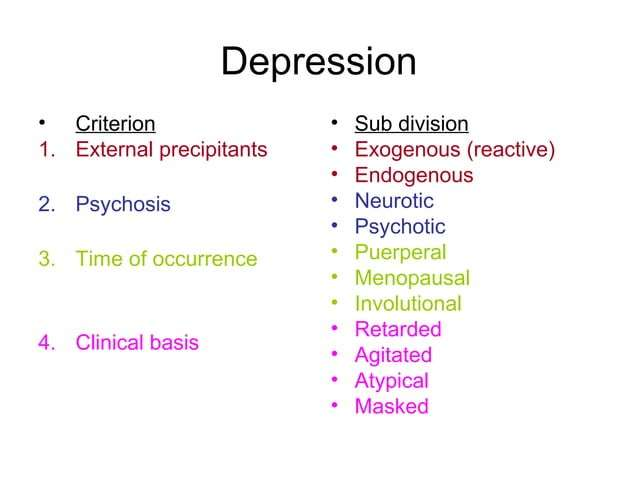 Depression
• Criterion
1. External precipitants
2. Psychosis
3. Time of occurrence
4. Clinical basis
• Sub division
• Exogenous (reactive)
• Endogenous
• Neurotic
• Psychotic
• Puerperal
• Menopausal
• Involutional
• Retarded
• Agitated
• Atypical
• Masked